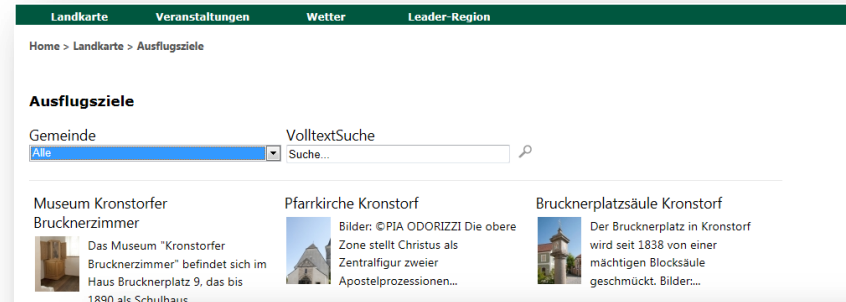 Landkarte Veranstaltungen Wetter Leader-Region
Home > Landkarte > Ausflugsziele
Ausflugsziele
Gemeinde VolltextSuche
Alle Suche...
Museum Kronstorfer
Brucknerzimmer
Das Museum "Kronstorfer
Brucknerzimmer" befindet sich im
Haus Brucknerplatz 9, das bis
1890 als Schulhaus
Pfarrkirche Kronstorf
Bilder: ©PIA ODORIZZI Die obere
Zone stellt Christus als
Zentralfigur zweier
Apostelprozessionen...
Brucknerplatzsäule Kronstorf
Der Brucknerplatz in Kronstorf
wird seit 1838 von einer
mächtigen Blocksäule
geschmückt. Bilder:...